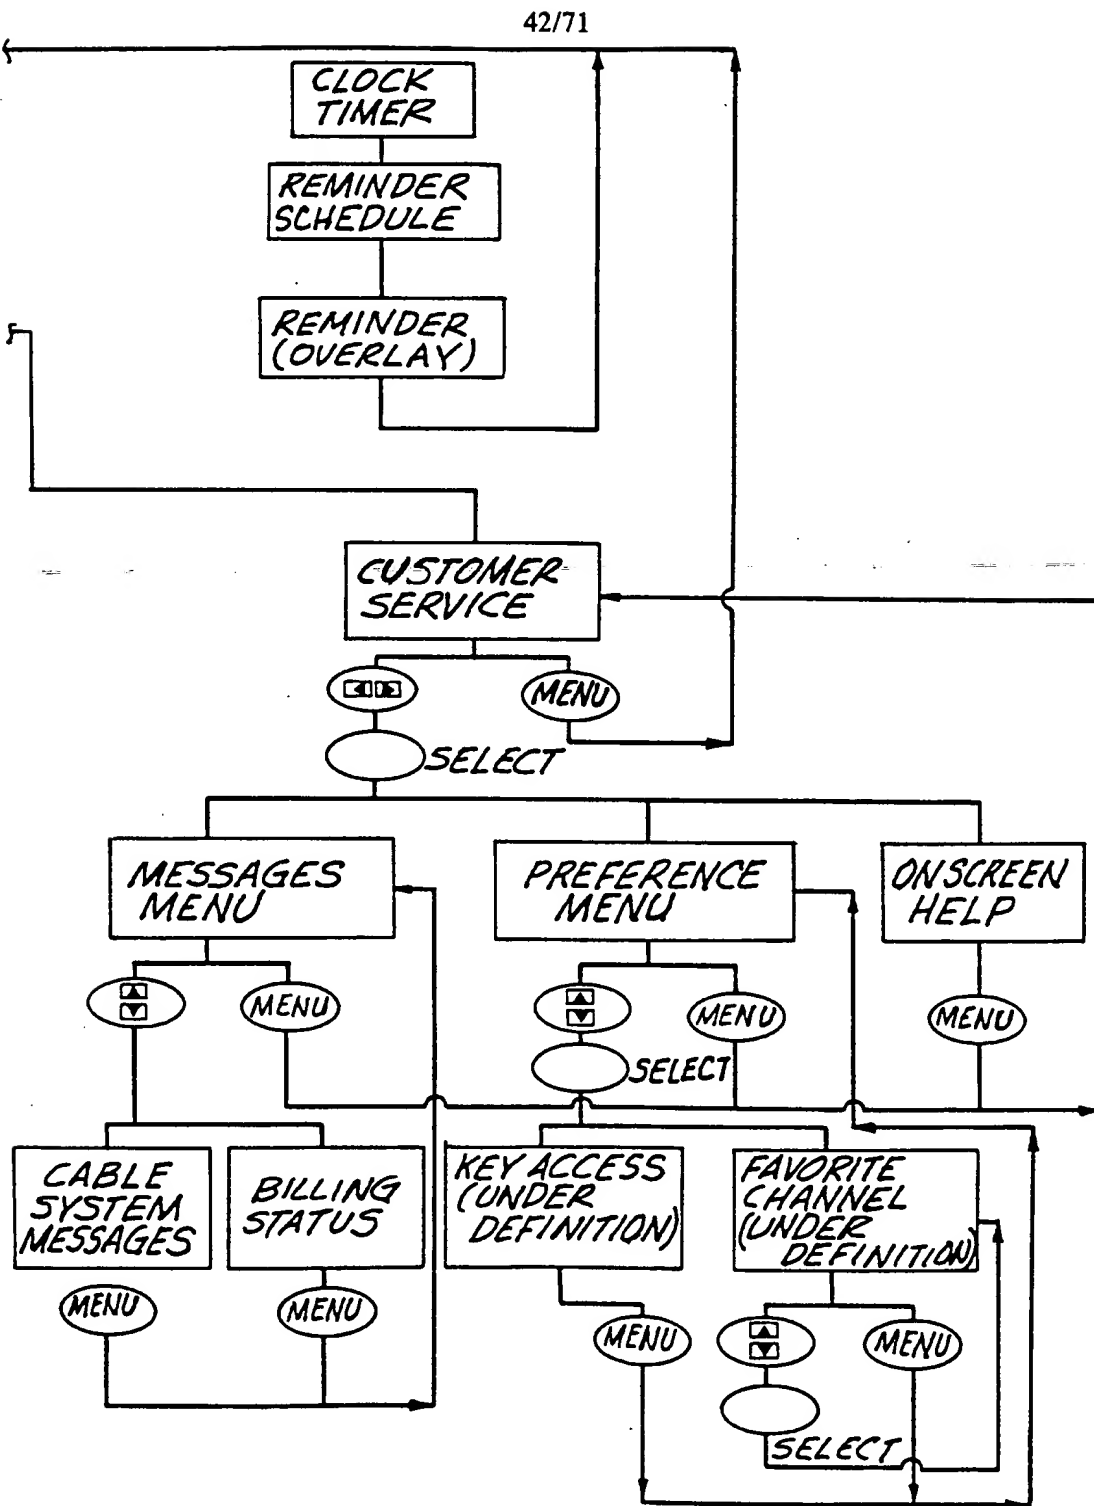 42/71
CLOCK
TIMER
REMINDER
SCHEDULE
REMINDER
(OVERLAY)
CUSTOMER
SERVICE
MENU
SELECT
MESSAGES
MENU
PREFERENCE
MENU
ON SCREEN
HELP
MENU
MENU
MENU
SELECT
CABLE
SYSTEM
MESSAGES
BILLING
STATUS
KEY ACCESS
(UNDER
DEFINITION)
FAVORITE
CHANNEL
(UNDER
DEFINITION)
MENU
MENU
MENU
MENU
SELECT